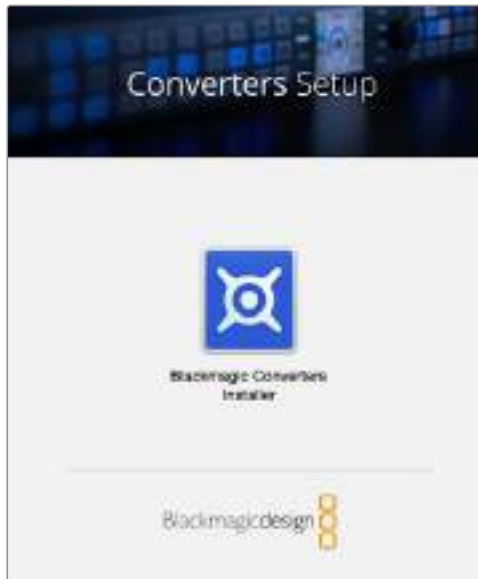 Converters Setup
Blackmagic Converters
Installer
Blackmagicdesign